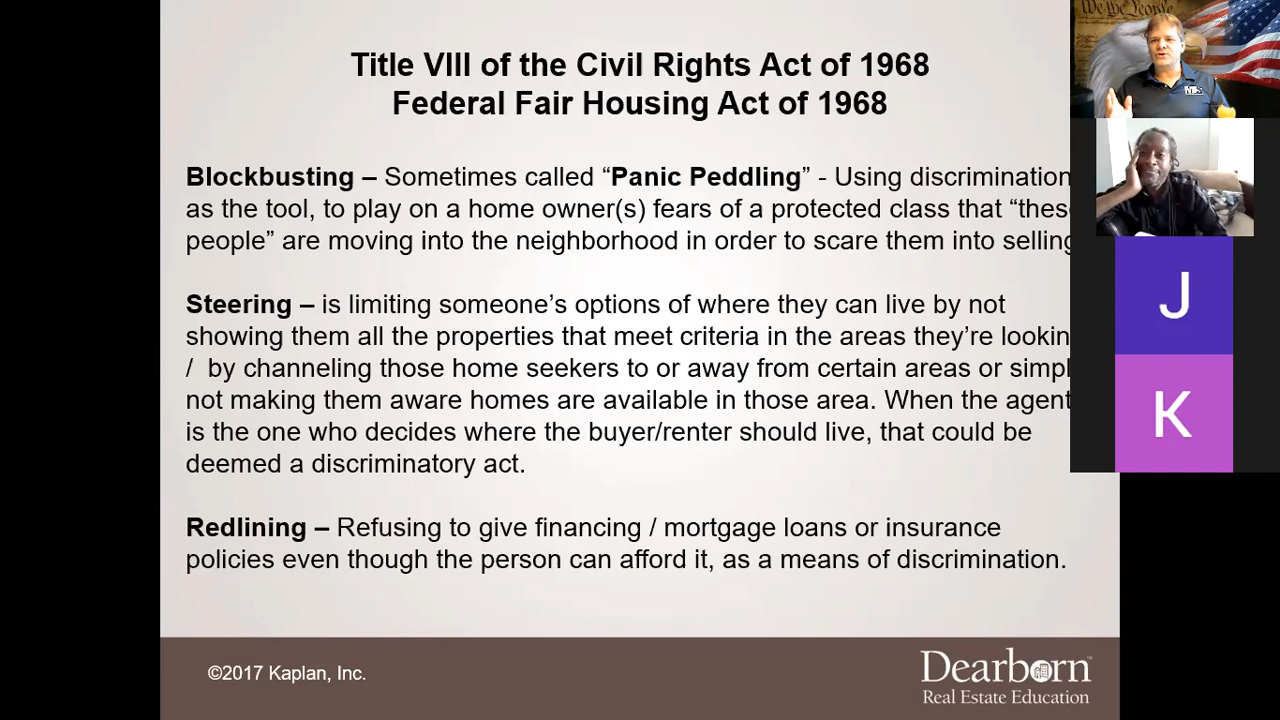 Title VIII of the Civil Rights Act of 1968
Federal Fair Housing Act of 1968
Blockbusting – Sometimes called “Panic Peddling” - Using discrimination
as the tool, to play on a home owner(s) fears of a protected class that “thes
people” are moving into the neighborhood in order to scare them into selling
Steering – is limiting someone’s options of where they can live by not
showing them all the properties that meet criteria in the areas they’re lookin
/ by channeling those home seekers to or away from certain areas or simpl
not making them aware homes are available in those area. When the agent
is the one who decides where the buyer/renter should live, that could be
deemed a discriminatory act.
Redlining – Refusing to give financing / mortgage loans or insurance
policies even though the person can afford it, as a means of discrimination.
©2017 Kaplan, Inc.
Dearborn
Real Estate Education
We the People
J
K